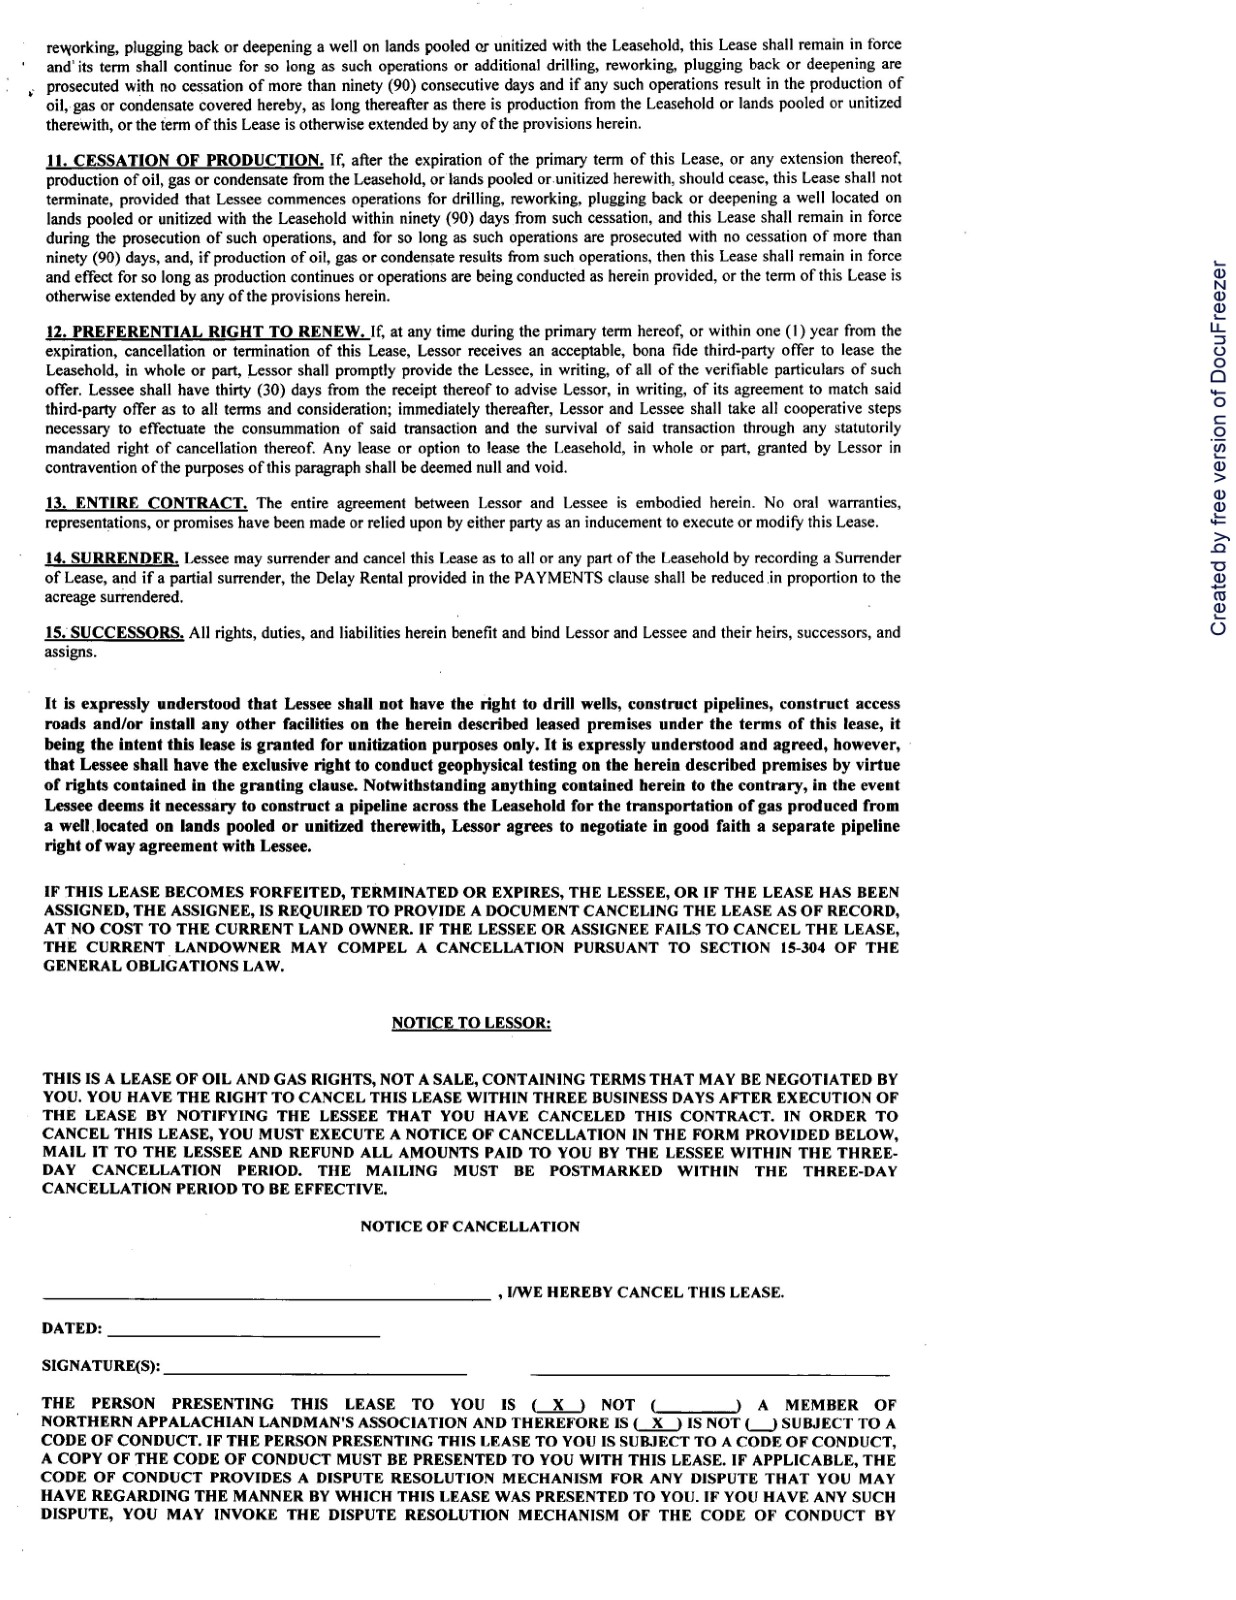 reworking, plugging back or deepening a well on lands pooled or unitized with the Leasehold, this Lease shall remain in force
and its term shall continue for so long as such operations or additional drilling, reworking, plugging back or deepening are
prosecuted with no cessation of more than ninety (90) consecutive days and if any such operations result in the production of
oil, gas or condensate covered hereby, as long thereafter as there is production from the Leasehold or lands pooled or unitized
therewith, or the term of this Lease is otherwise extended by any of the provisions herein.
11. CESSATION OF PRODUCTION. If, after the expiration of the primary term of this Lease, or any extension thereof,
production of oil, gas or condensate from the Leasehold, or lands pooled or unitized herewith, should cease, this Lease shall not
terminate, provided that Lessee commences operations for drilling, reworking, plugging back or deepening a well located on
lands pooled or unitized with the Leasehold within ninety (90) days from such cessation, and this Lease shall remain in force
during the prosecution of such operations, and for so long as such operations are prosecuted with no cessation of more than
ninety (90) days, and, if production of oil, gas or condensate results from such operations, then this Lease shall remain in force
and effect for so long as production continues or operations are being conducted as herein provided, or the term of this Lease is
otherwise extended by any of the provisions herein.
12. PREFERENTIAL RIGHT TO RENEW. If, at any time during the primary term hereof, or within one (1) year from the
expiration, cancellation or termination of this Lease, Lessor receives an acceptable, bona fide third-party offer to lease the
Leasehold, in whole or part, Lessor shall promptly provide the Lessee, in writing, of all of the verifiable particulars of such
offer. Lessee shall have thirty (30) days from the receipt thereof to advise Lessor, in writing, of its agreement to match said
third-party offer as to all terms and consideration; immediately thereafter, Lessor and Lessee shall take all cooperative steps
necessary to effectuate the consummation of said transaction and the survival of said transaction through any statutorily
mandated right of cancellation thereof. Any lease or option to lease the Leasehold, in whole or part, granted by Lessor in
contravention of the purposes of this paragraph shall be deemed null and void.
13. ENTIRE CONTRACT. The entire agreement between Lessor and Lessee is embodied herein. No oral warranties,
representations, or promises have been made or relied upon by either party as an inducement to execute or modify this Lease.
14. SURRENDER. Lessee may surrender and cancel this Lease as to all or any part of the Leasehold by recording a Surrender
of Lease, and if a partial surrender, the Delay Rental provided in the PAYMENTS clause shall be reduced in proportion to the
acreage surrendered.
15. SUCCESSORS. All rights, duties, and liabilities herein benefit and bind Lessor and Lessee and their heirs, successors, and
assigns.
It is expressly understood that Lessee shall not have the right to drill wells, construct pipelines, construct access
roads and/or install any other facilities on the herein described leased premises under the terms of this lease, it
being the intent this lease is granted for unitization purposes only. It is expressly understood and agreed, however,
that Lessee shall have the exclusive right to conduct geophysical testing on the herein described premises by virtue
of rights contained in the granting clause. Notwithstanding anything contained herein to the contrary, in the event
Lessee deems it necessary to construct a pipeline across the Leasehold for the transportation of gas produced from
a well located on lands pooled or unitized therewith, Lessor agrees to negotiate in good faith a separate pipeline
right of way agreement with Lessee.
IF THIS LEASE BECOMES FORFEITED, TERMINATED OR EXPIRES, THE LESSEE, OR IF THE LEASE HAS BEEN
ASSIGNED, THE ASSIGNEE, IS REQUIRED TO PROVIDE A DOCUMENT CANCELING THE LEASE AS OF RECORD,
AT NO COST TO THE CURRENT LAND OWNER. IF THE LESSEE OR ASSIGNEE FAILS TO CANCEL THE LEASE,
THE CURRENT LANDOWNER MAY COMPEL A CANCELLATION PURSUANT TO SECTION 15-304 OF THE
GENERAL OBLIGATIONS LAW.
NOTICE TO LESSOR:
THIS IS A LEASE OF OIL AND GAS RIGHTS, NOT A SALE, CONTAINING TERMS THAT MAY BE NEGOTIATED BY
YOU. YOU HAVE THE RIGHT TO CANCEL THIS LEASE WITHIN THREE BUSINESS DAYS AFTER EXECUTION OF
THE LEASE BY NOTIFYING THE LESSEE THAT YOU HAVE CANCELED THIS CONTRACT. IN ORDER TO
CANCEL THIS LEASE, YOU MUST EXECUTE A NOTICE OF CANCELLATION IN THE FORM PROVIDED BELOW,
MAIL IT TO THE LESSEE AND REFUND ALL AMOUNTS PAID TO YOU BY THE LESSEE WITHIN THE THREE-
DAY CANCELLATION PERIOD. THE MAILING MUST BE POSTMARKED WITHIN THE THREE-DAY
CANCELLATION PERIOD TO BE EFFECTIVE.
NOTICE OF CANCELLATION
, I/WE HEREBY CANCEL THIS LEASE.
DATED:
SIGNATURE(S):
THE PERSON PRESENTING THIS LEASE TO YOU IS ( X ) NOT ( ) A MEMBER OF
NORTHERN APPALACHIAN LANDMAN'S ASSOCIATION AND THEREFORE IS ( X ) IS NOT ( ) SUBJECT TO A
CODE OF CONDUCT. IF THE PERSON PRESENTING THIS LEASE TO YOU IS SUBJECT TO A CODE OF CONDUCT,
A COPY OF THE CODE OF CONDUCT MUST BE PRESENTED TO YOU WITH THIS LEASE. IF APPLICABLE, THE
CODE OF CONDUCT PROVIDES A DISPUTE RESOLUTION MECHANISM FOR ANY DISPUTE THAT YOU MAY
HAVE REGARDING THE MANNER BY WHICH THIS LEASE WAS PRESENTED TO YOU. IF YOU HAVE ANY SUCH
DISPUTE, YOU MAY INVOKE THE DISPUTE RESOLUTION MECHANISM OF THE CODE OF CONDUCT BY
Created by free version of DocuFreezer